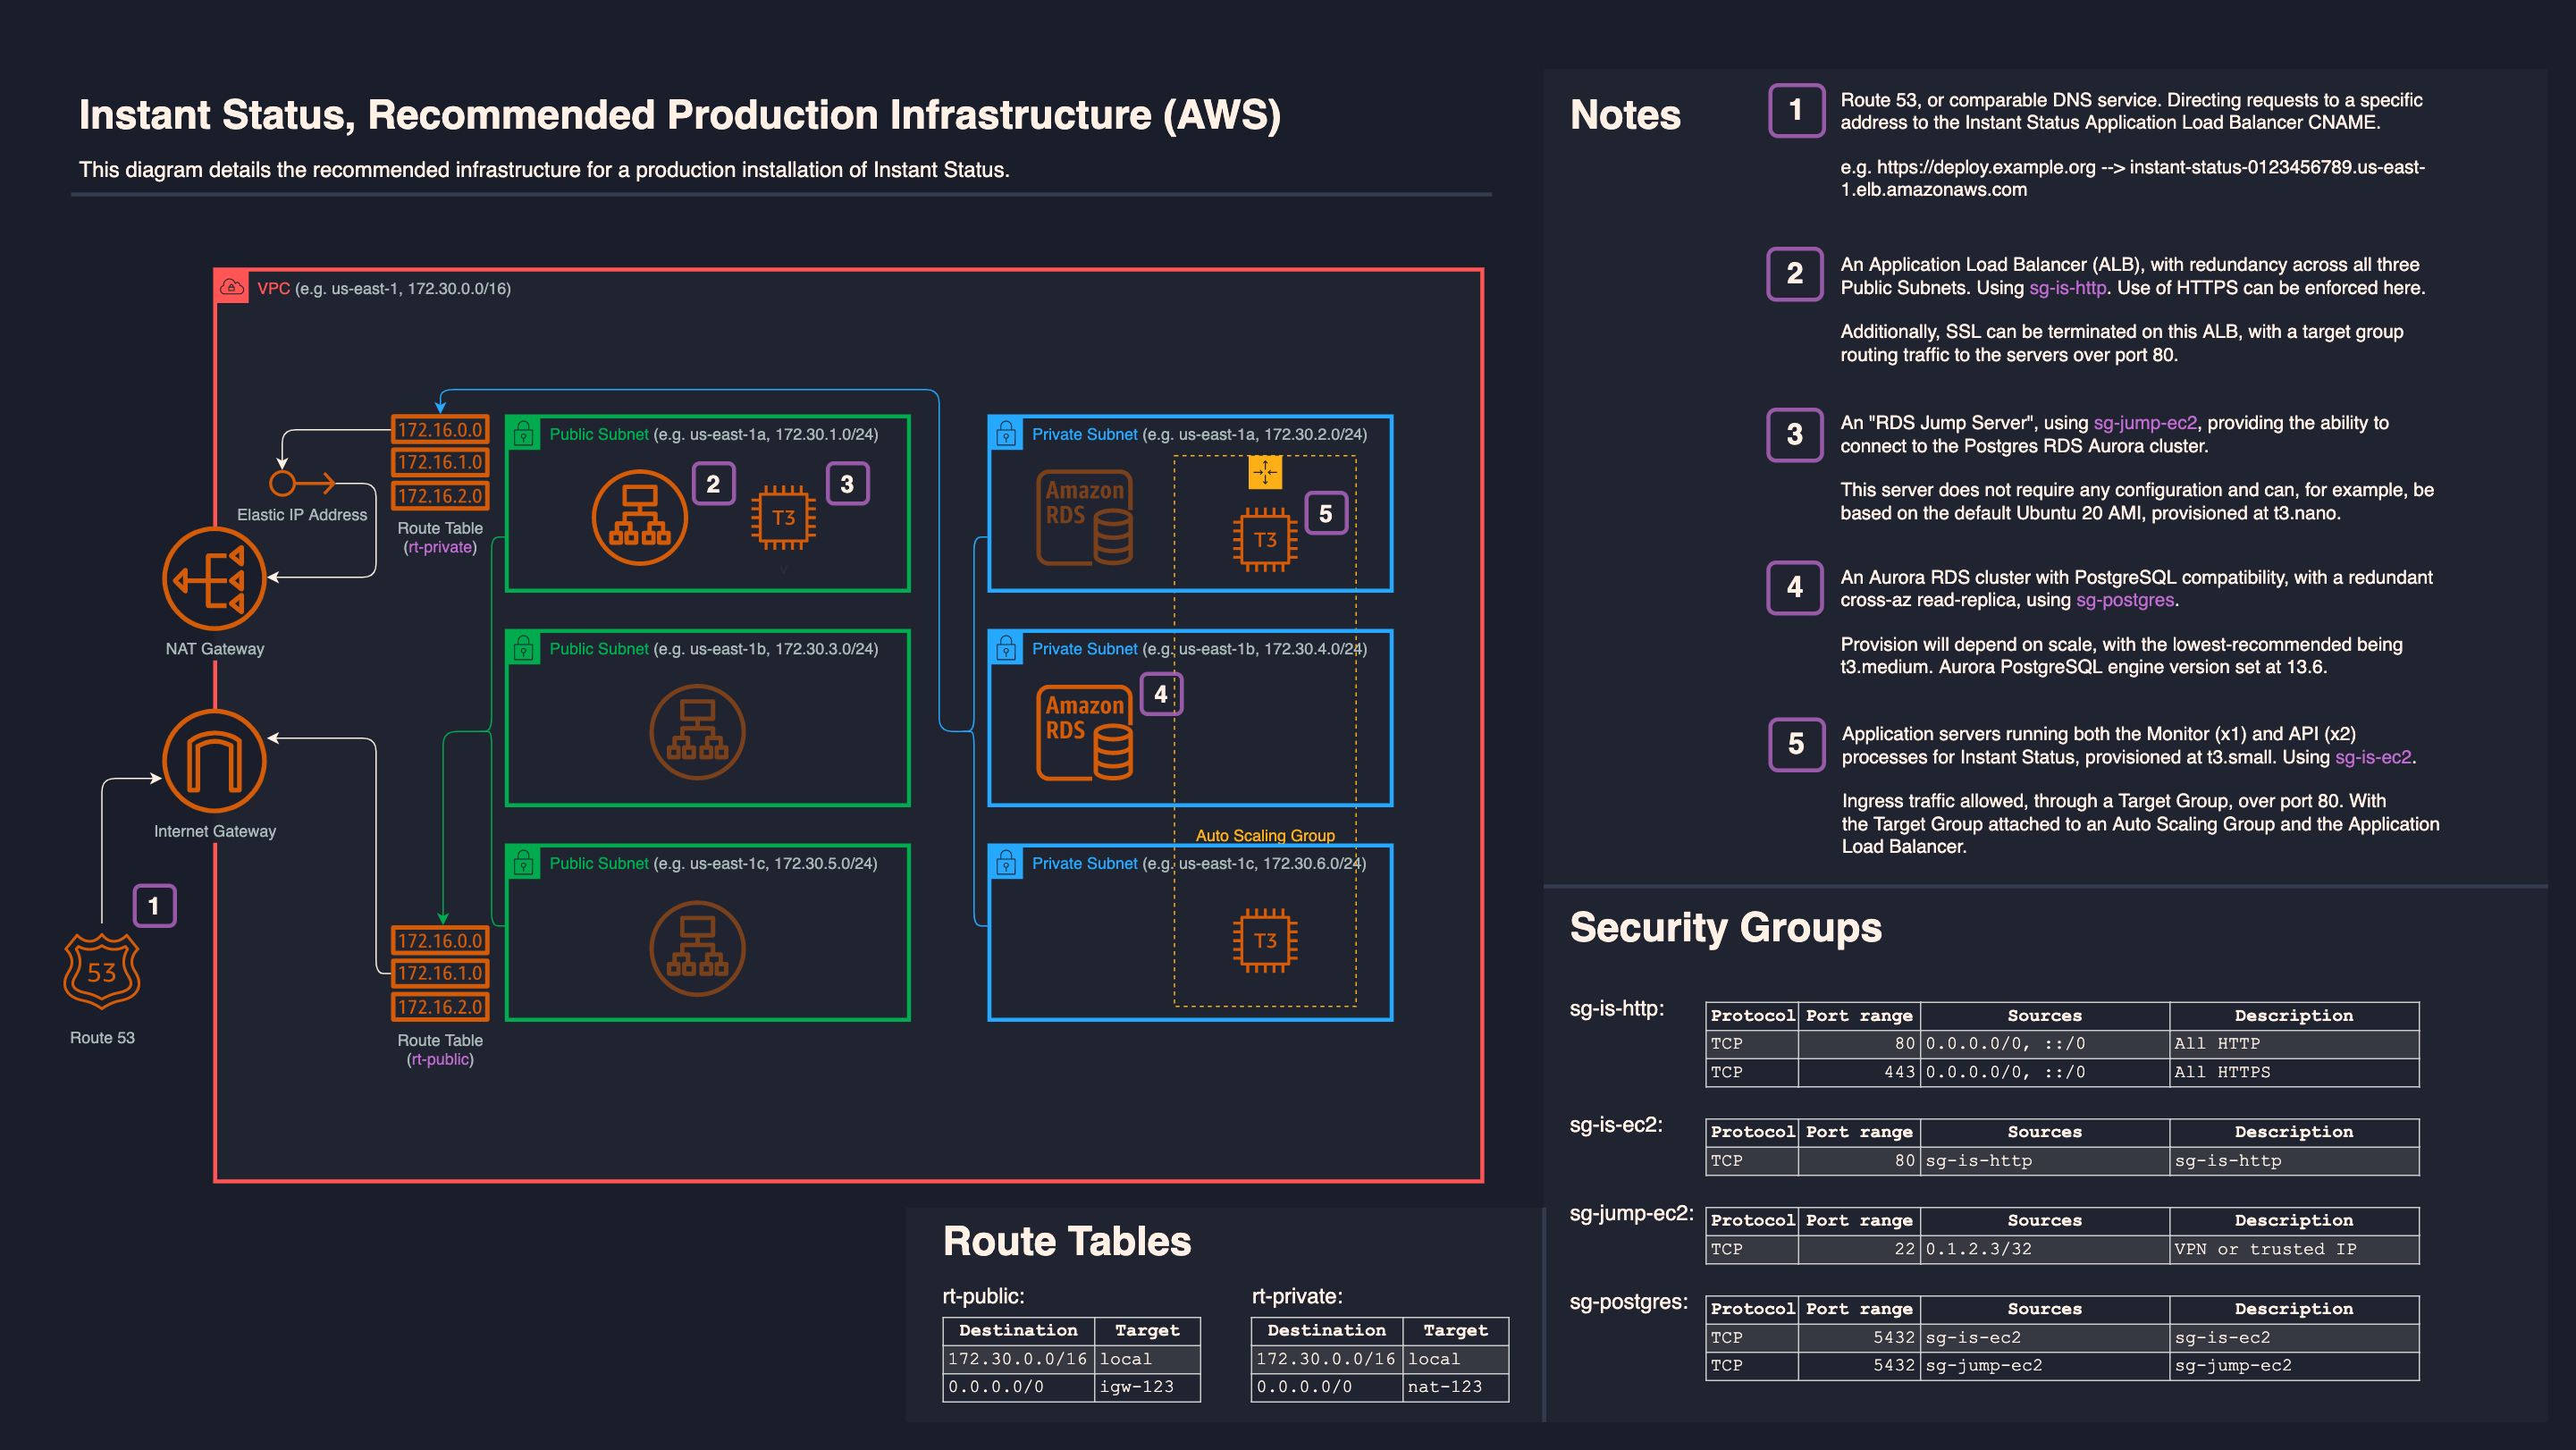 Instant Status, Recommended Production Infrastructure (AWS)
This diagram details the recommended infrastructure for a production installation of Instant Status.
VPC (e.g. us-east-1, 172.30.0.0/16)
172.16.0.0
172.16.1.0
172.16.2.0
Route Table
(rt-private)
Elastic IP Address
NAT Gateway
Internet Gateway
1
53
Route 53
172.16.0.0
172.16.1.0
172.16.2.0
Route Table
(rt-public)
Public Subnet (e.g. us-east-1a, 172.30.1.0/24)
2
T3
3
v
Public Subnet (e.g. us-east-1b, 172.30.3.0/24)
Public Subnet (e.g. us-east-1c, 172.30.5.0/24)
Private Subnet (e.g. us-east-1a, 172.30.2.0/24)
Amazon
RDS
T3
5
Private Subnet (e.g. us-east-1b, 172.30.4.0/24)
Amazon
RDS
4
Auto Scaling Group
Private Subnet (e.g. us-east-1c, 172.30.6.0/24)
T3
Route Tables
rt-public:
Destination Target
172.30.0.0/16 local
0.0.0.0/0 igw-123
rt-private:
Destination Target
172.30.0.0/16 local
0.0.0.0/0 nat-123
Notes
1
Route 53, or comparable DNS service. Directing requests to a specific
address to the Instant Status Application Load Balancer CNAME.
e.g. https://deploy.example.org --> instant-status-0123456789.us-east-
1.elb.amazonaws.com
2
An Application Load Balancer (ALB), with redundancy across all three
Public Subnets. Using sg-is-http. Use of HTTPS can be enforced here.
Additionally, SSL can be terminated on this ALB, with a target group
routing traffic to the servers over port 80.
3
An "RDS Jump Server", using sg-jump-ec2, providing the ability to
connect to the Postgres RDS Aurora cluster.
This server does not require any configuration and can, for example, be
based on the default Ubuntu 20 AMI, provisioned at t3.nano.
4
An Aurora RDS cluster with PostgreSQL compatibility, with a redundant
cross-az read-replica, using sg-postgres.
Provision will depend on scale, with the lowest-recommended being
t3.medium. Aurora PostgreSQL engine version set at 13.6.
5
Application servers running both the Monitor (x1) and API (x2)
processes for Instant Status, provisioned at t3.small. Using sg-is-ec2.
Ingress traffic allowed, through a Target Group, over port 80. With
the Target Group attached to an Auto Scaling Group and the Application
Load Balancer.
Security Groups
sg-is-http:
Protocol Port range Sources Description
TCP 80 0.0.0.0/0, ::/0 All HTTP
TCP 443 0.0.0.0/0, ::/0 All HTTPS
sg-is-ec2:
Protocol Port range Sources Description
TCP 80 sg-is-http sg-is-http
sg-jump-ec2:
Protocol Port range Sources Description
TCP 22 0.1.2.3/32 VPN or trusted IP
sg-postgres:
Protocol Port range Sources Description
TCP 5432 sg-is-ec2 sg-is-ec2
TCP 5432 sg-jump-ec2 sg-jump-ec2